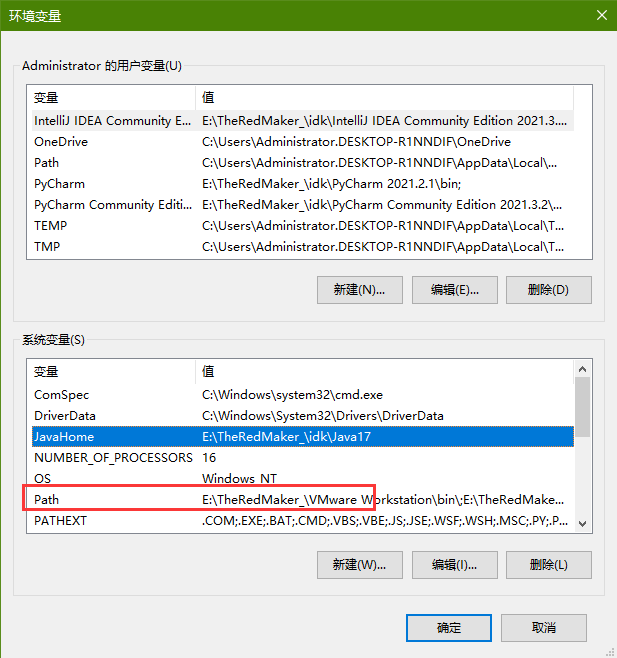 环境变量
Administrator 的用户变量(U)
变量 值
IntelliJ IDEA Community E... E:\TheRedMaker_\idk\IntelliJ IDEA Community Edition 2021.3....
OneDrive C:\Users\Administrator.DESKTOP-R1NNDIF\OneDrive
Path C:\Users\Administrator.DESKTOP-R1NNDIF\AppData\Local\...
PyCharm E:\TheRedMaker_\idk\PyCharm 2021.2.1\bin;
PyCharm Community Editi... E:\TheRedMaker_\idk\PyCharm Community Edition 2021.3.2\...
TEMP C:\Users\Administrator.DESKTOP-R1NNDIF\AppData\Local\T...
TMP C:\Users\Administrator.DESKTOP-R1NNDIF\AppData\Local\T...
新建(N)... 编辑(E)... 删除(D)
系统变量(S)
变量 值
ComSpec C:\Windows\system32\cmd.exe
DriverData C:\Windows\System32\Drivers\DriverData
JavaHome E:\TheRedMaker_\idk\Java17
NUMBER_OF_PROCESSORS 16
OS Windows_NT
Path E:\TheRedMaker_\VMware Workstation\bin\;E:\TheRedMake...
PATHEXT .COM;.EXE;.BAT;.CMD;.VBS;.VBE;.JS;.JSE;.WSF;.WSH;.MSC;.PY;.P...
新建(W)... 编辑(I)... 删除(L)
确定 取消